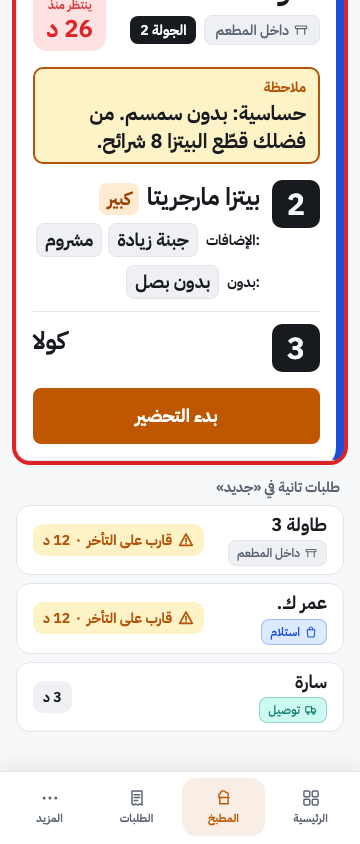 ينتظر منذ
26 د
داخل المطعم
الجولة 2
ملاحظة
حساسية: بدون سمسم. من
فضلك قطّع البيتزا 8 شرائح.
2
بيتزا مارجريتا كبير
:الإضافات جبنة زيادة مشروم
:بدون بدون بصل
3
كولا
بدء التحضير
طلبات تانية في «جديد»
طاولة 3
داخل المطعم
قارب على التأخر · 12 د
عمر ك.
استلام
قارب على التأخر · 12 د
سارة
توصيل
3 د
الرئيسية
المطبخ
الطلبات
المزيد